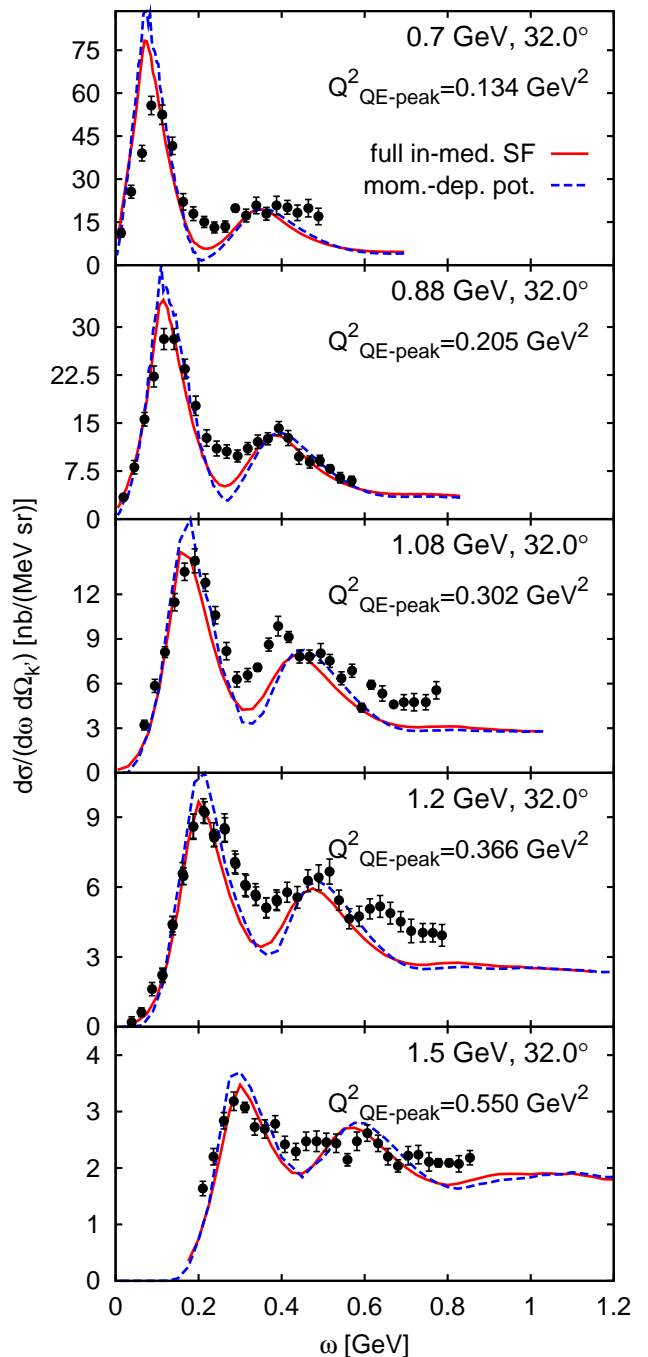 0.7 GeV, 32.0°
Q²QE-peak=0.134 GeV²
full in-med. SF
mom.-dep. pot.
75
60
45
30
15
0
0.88 GeV, 32.0°
Q²QE-peak=0.205 GeV²
30
22.5
15
7.5
0
1.08 GeV, 32.0°
Q²QE-peak=0.302 GeV²
12
9
6
3
0
dσ/(dω dΩk') [nb/(MeV sr)]
1.2 GeV, 32.0°
Q²QE-peak=0.366 GeV²
9
6
3
0
1.5 GeV, 32.0°
Q²QE-peak=0.550 GeV²
4
3
2
1
0
0 0.2 0.4 0.6 0.8 1 1.2
ω [GeV]